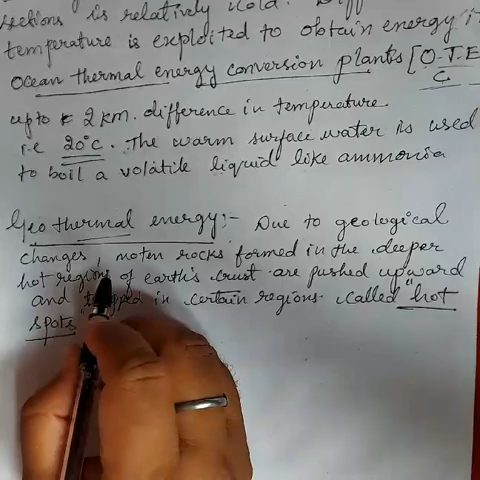 sections is relatively cold. Diff
temperature is exploited to obtain energy i
ocean thermal energy conversion plants [O.T.E
C.
upto 2 km. difference in temperature
i.e 20°C. The warm surface water is used
to boil a volatile liquid like ammonia
Geothermal energy:- Due to geological
changes, moten rocks formed in the deeper
hot regions of earth's crust are pushed upward
and trapped in certain regions called "hot
spots